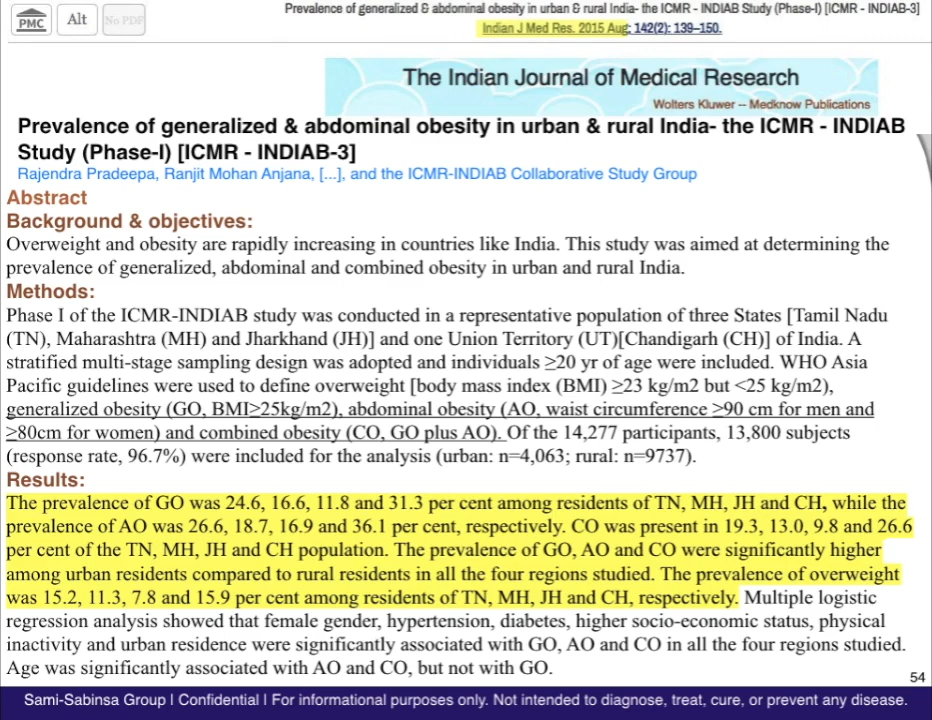 Prevalence of generalized & abdominal obesity in urban & rural India- the ICMR - INDIAB Study (Phase-I) [ICMR - INDIAB-3]
PMC Alt No PDF
Indian J Med Res. 2015 Aug; 142(2): 139–150.
The Indian Journal of Medical Research
Wolters Kluwer -- Medknow Publications
Prevalence of generalized & abdominal obesity in urban & rural India- the ICMR - INDIAB
Study (Phase-I) [ICMR - INDIAB-3]
Rajendra Pradeepa, Ranjit Mohan Anjana, [...], and the ICMR-INDIAB Collaborative Study Group
Abstract
Background & objectives:
Overweight and obesity are rapidly increasing in countries like India. This study was aimed at determining the
prevalence of generalized, abdominal and combined obesity in urban and rural India.
Methods:
Phase I of the ICMR-INDIAB study was conducted in a representative population of three States [Tamil Nadu
(TN), Maharashtra (MH) and Jharkhand (JH)] and one Union Territory (UT)[Chandigarh (CH)] of India. A
stratified multi-stage sampling design was adopted and individuals ≥20 yr of age were included. WHO Asia
Pacific guidelines were used to define overweight [body mass index (BMI) ≥23 kg/m2 but <25 kg/m2),
generalized obesity (GO, BMI≥25kg/m2), abdominal obesity (AO, waist circumference ≥90 cm for men and
≥80cm for women) and combined obesity (CO, GO plus AO). Of the 14,277 participants, 13,800 subjects
(response rate, 96.7%) were included for the analysis (urban: n=4,063; rural: n=9737).
Results:
The prevalence of GO was 24.6, 16.6, 11.8 and 31.3 per cent among residents of TN, MH, JH and CH, while the
prevalence of AO was 26.6, 18.7, 16.9 and 36.1 per cent, respectively. CO was present in 19.3, 13.0, 9.8 and 26.6
per cent of the TN, MH, JH and CH population. The prevalence of GO, AO and CO were significantly higher
among urban residents compared to rural residents in all the four regions studied. The prevalence of overweight
was 15.2, 11.3, 7.8 and 15.9 per cent among residents of TN, MH, JH and CH, respectively. Multiple logistic
regression analysis showed that female gender, hypertension, diabetes, higher socio-economic status, physical
inactivity and urban residence were significantly associated with GO, AO and CO in all the four regions studied.
Age was significantly associated with AO and CO, but not with GO.
54
Sami-Sabinsa Group | Confidential | For informational purposes only. Not intended to diagnose, treat, cure, or prevent any disease.